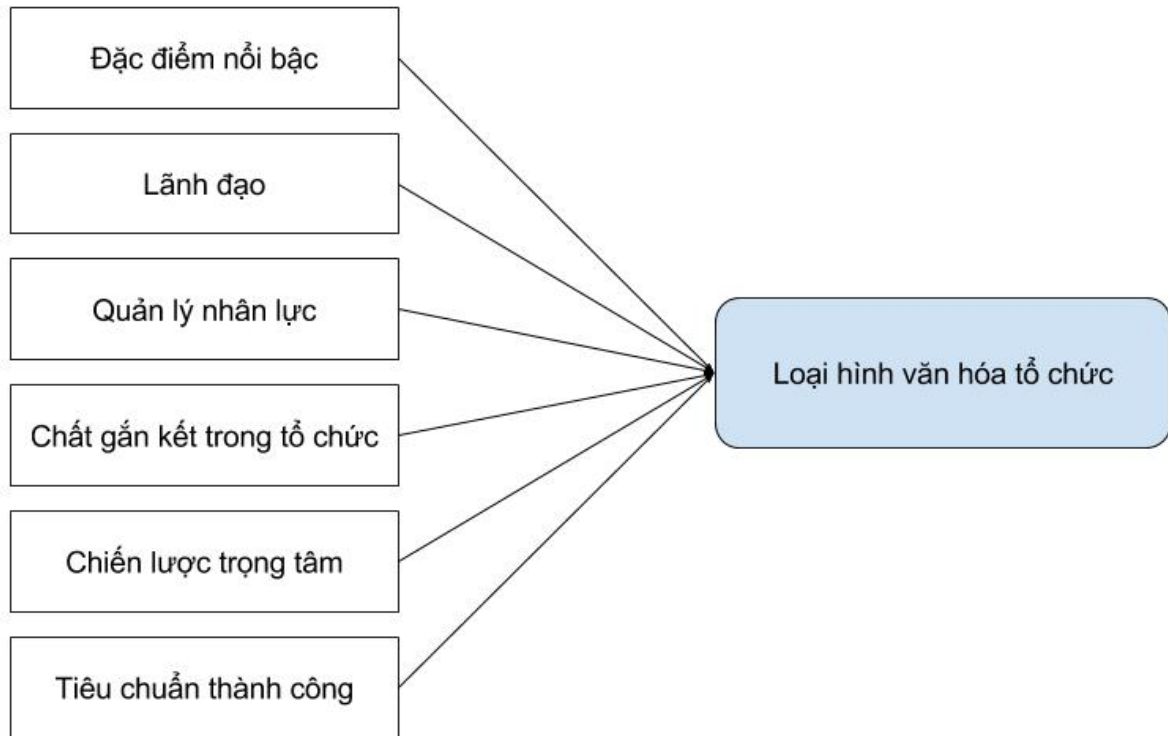 Đặc điểm nổi bậc
Lãnh đạo
Quản lý nhân lực
Chất gắn kết trong tổ chức
Chiến lược trọng tâm
Tiêu chuẩn thành công
Loại hình văn hóa tổ chức